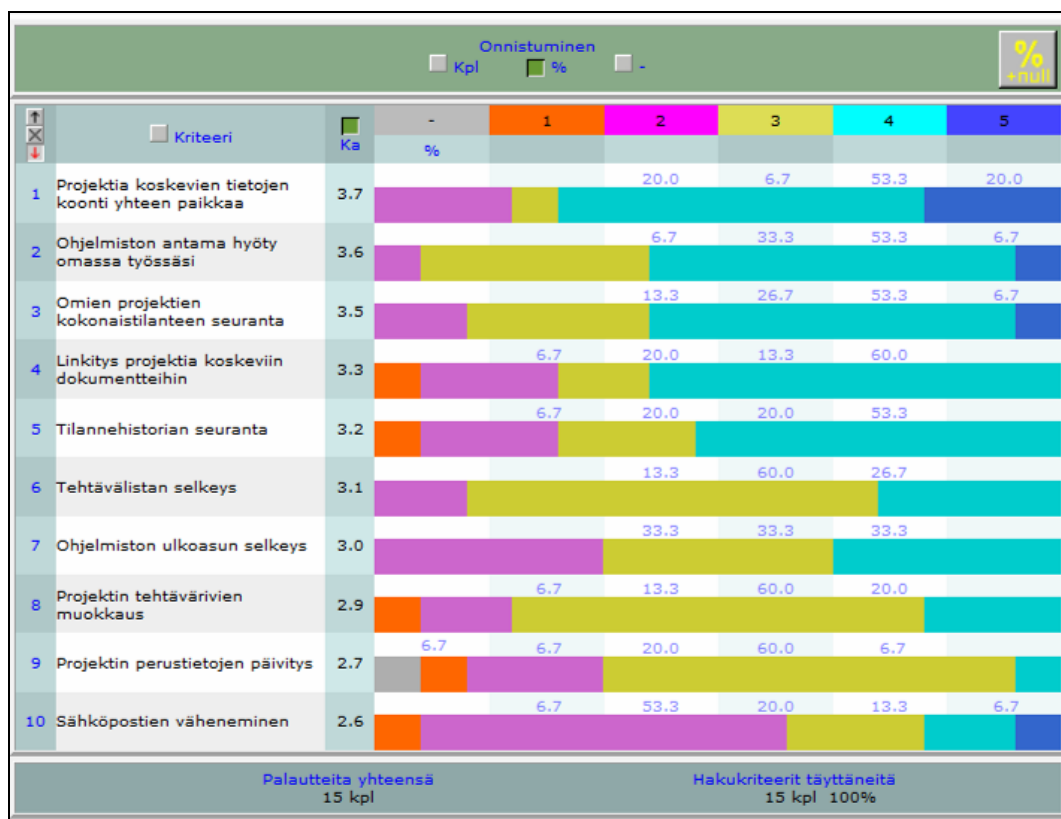 Onnistuminen
Kpl % -
%
+null
Kriteeri Ka - 1 2 3 4 5
%
1 Projektia koskevien tietojen
koonti yhteen paikkaa 3.7 20.0 6.7 53.3 20.0
2 Ohjelmiston antama hyöty
omassa työssäsi 3.6 6.7 33.3 53.3 6.7
3 Omien projektien
kokonaistilanteen seuranta 3.5 13.3 26.7 53.3 6.7
4 Linkitys projektia koskeviin
dokumentteihin 3.3 6.7 20.0 13.3 60.0
5 Tilannehistorian seuranta 3.2 6.7 20.0 20.0 53.3
6 Tehtävälistan selkeys 3.1 13.3 60.0 26.7
7 Ohjelmiston ulkoasun selkeys 3.0 33.3 33.3 33.3
8 Projektin tehtävärivien
muokkaus 2.9 6.7 13.3 60.0 20.0
9 Projektin perustietojen päivitys 2.7 6.7 6.7 20.0 60.0 6.7
10 Sähköpostien väheneminen 2.6 6.7 53.3 20.0 13.3 6.7
Palautteita yhteensä Hakukriteerit täyttäneitä
15 kpl 15 kpl 100%